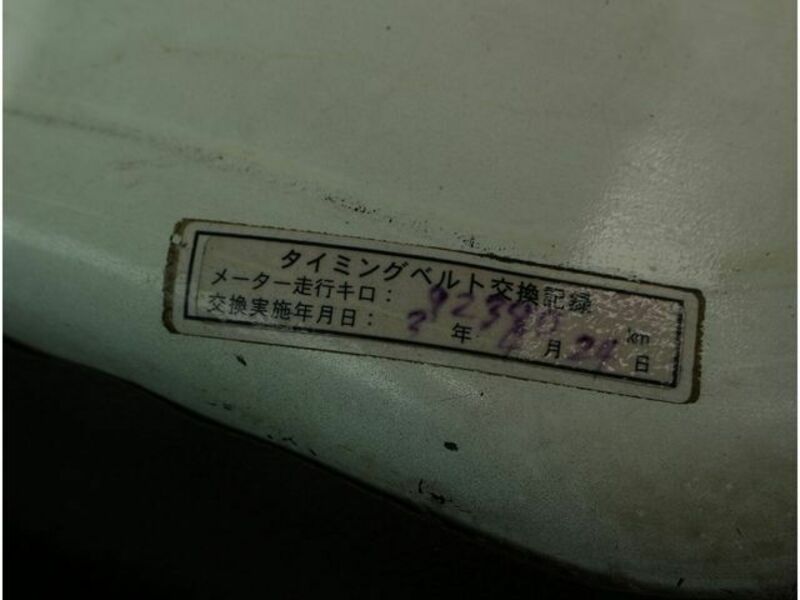 タイミングベルト交換記録
メーター走行キロ： km
交換実施年月日： 年 月 24 日